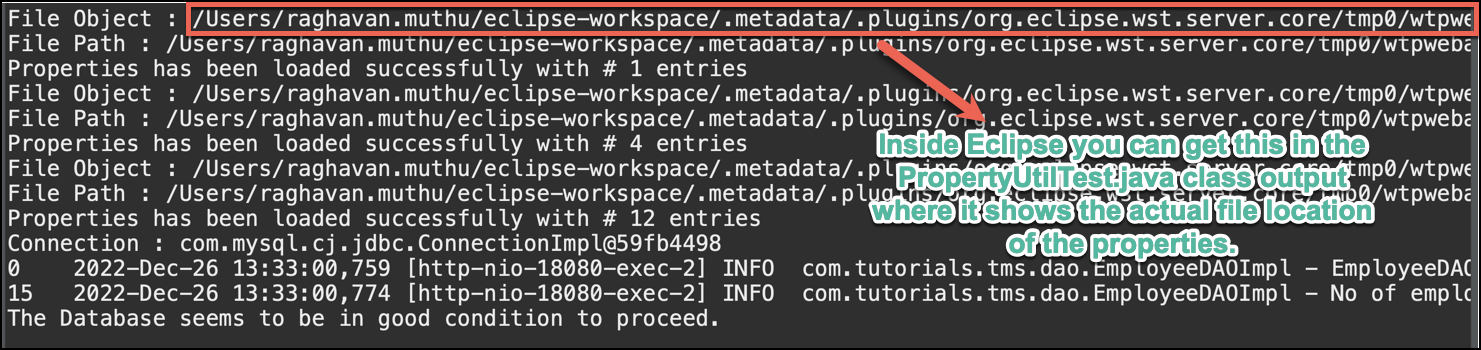 File Object : /Users/raghavan.muthu/eclipse-workspace/.metadata/.plugins/org.eclipse.wst.server.core/tmp0/wtpwe
File Path : /Users/raghavan.muthu/eclipse-workspace/.metadata/.plugins/org.eclipse.wst.server.core/tmp0/wtpweba
Properties has been loaded successfully with # 1 entries
File Object : /Users/raghavan.muthu/eclipse-workspace/.metadata/.plugins/org.eclipse.wst.server.core/tmp0/wtpwe
File Path : /Users/raghavan.muthu/eclipse-workspace/.metadata/.plugins/org.eclipse.wst.server.core/tmp0/wtpweba
Properties has been loaded successfully with # 4 entries
File Object : /Users/raghavan.muthu/eclipse-workspace/.metadata/.plugins/org.eclipse.wst.server.core/tmp0/wtpwe
File Path : /Users/raghavan.muthu/eclipse-workspace/.metadata/.plugins/org.eclipse.wst.server.core/tmp0/wtpweba
Properties has been loaded successfully with # 12 entries
Connection : com.mysql.cj.jdbc.ConnectionImpl@59fb4498
0 2022-Dec-26 13:33:00,759 [http-nio-18080-exec-2] INFO com.tutorials.tms.dao.EmployeeDAOImpl - EmployeeDAO
15 2022-Dec-26 13:33:00,774 [http-nio-18080-exec-2] INFO com.tutorials.tms.dao.EmployeeDAOImpl - No of emplo
The Database seems to be in good condition to proceed.
Inside Eclipse you can get this in the
PropertyUtilTest.java class output
where it shows the actual file location
of the properties.